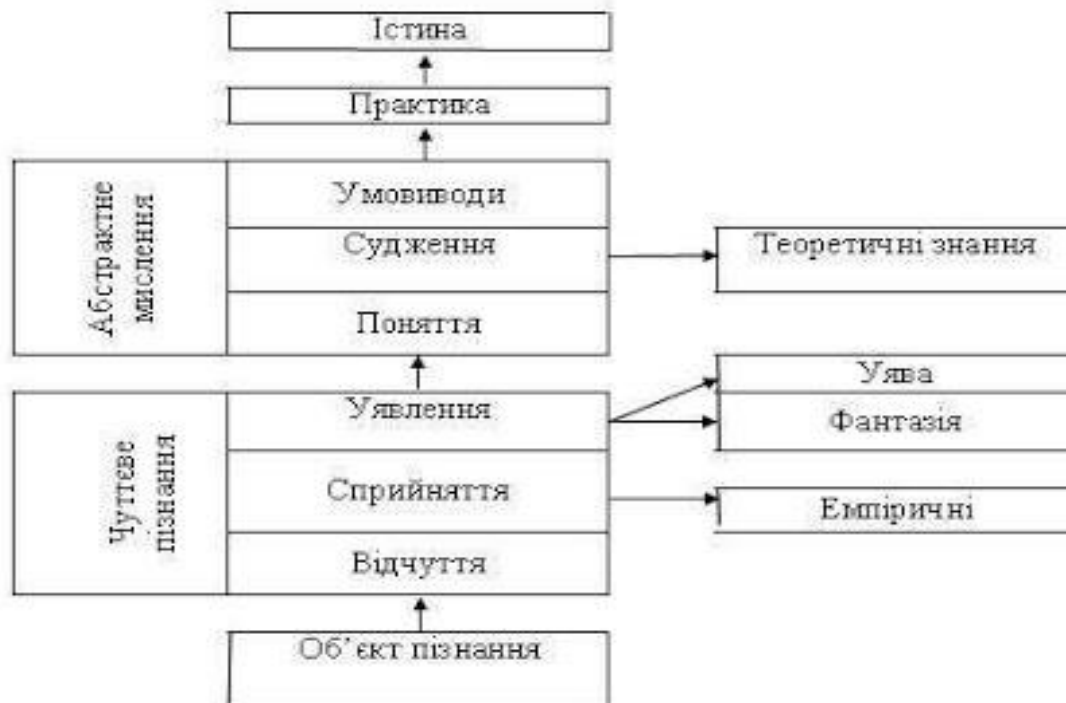 Істина
Практика
Абстрактне
мислення
Умовиводи
Судження
Теоретичні знання
Поняття
Чуттєве
пізнання
Уявлення
Уява
Фантазія
Сприйняття
Емпіричні
Відчуття
Об’єкт пізнання